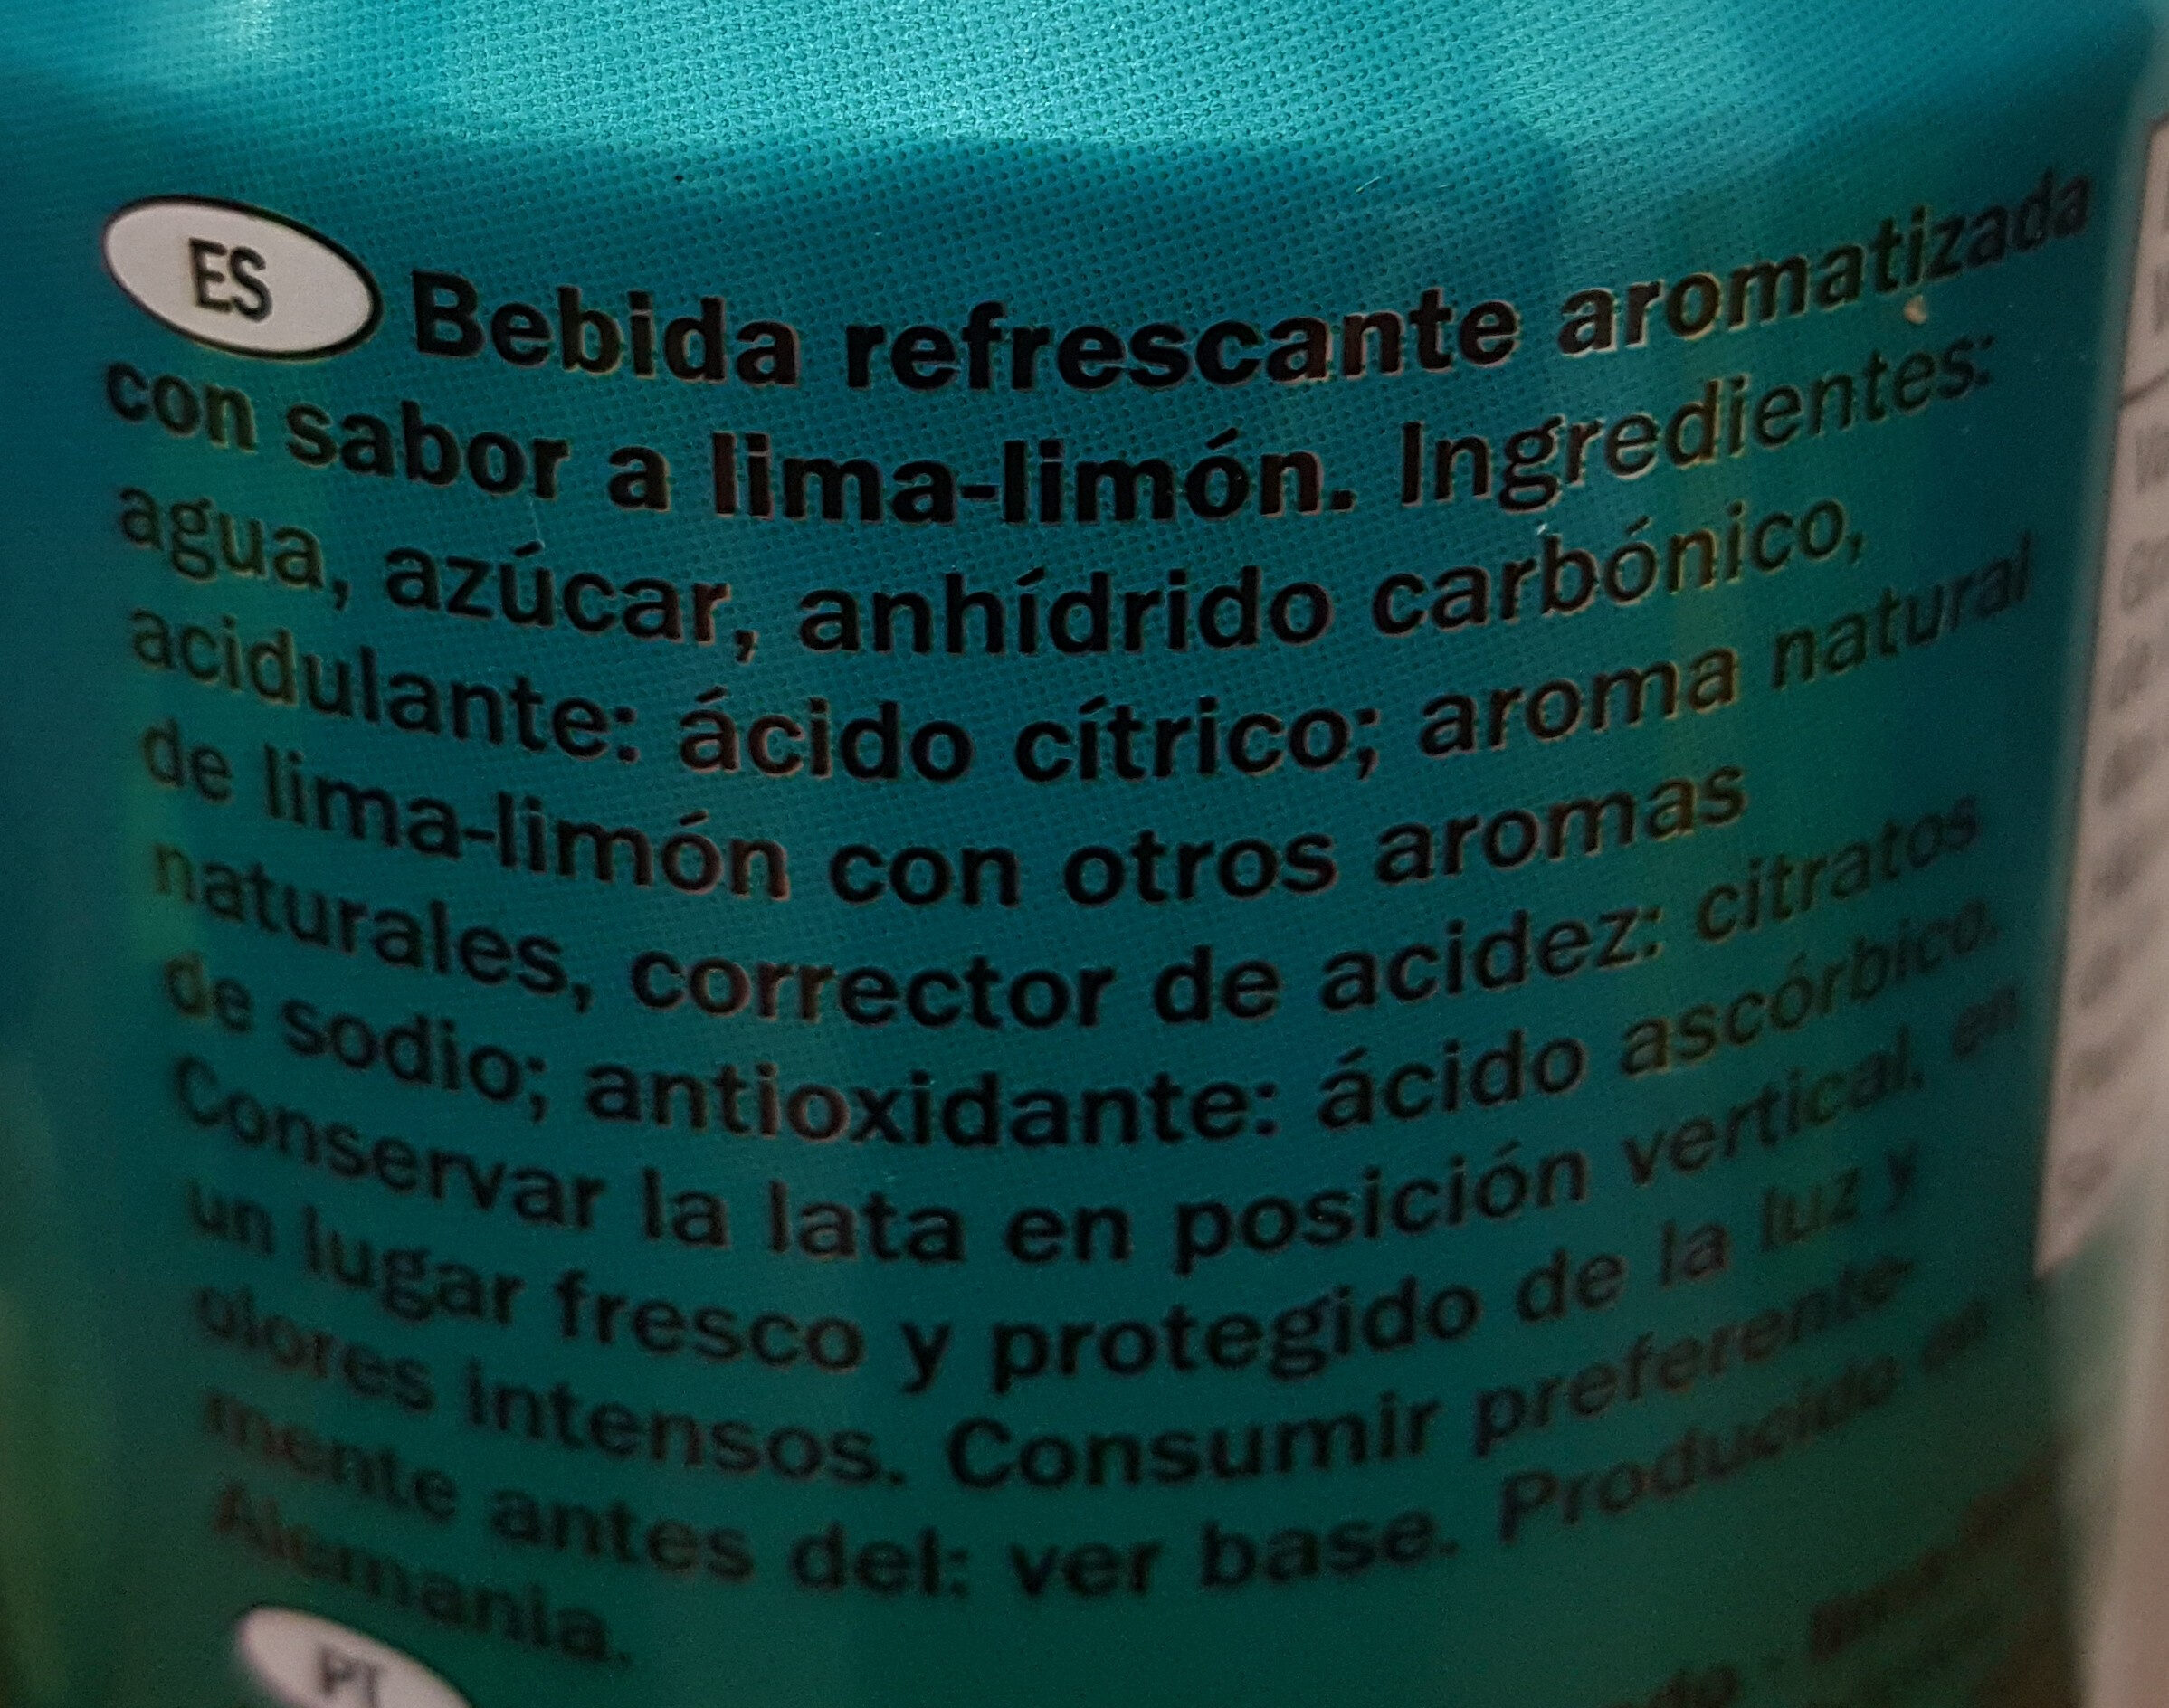 ES Bebida refrescante aromatizada
con sabor a lima-limón. Ingredientes:
agua, azúcar, anhídrido carbónico,
acidulante: ácido cítrico; aroma natural
de lima-limón con otros aromas
naturales, corrector de acidez: citratos
de sodio; antioxidante: ácido ascórbico.
Conservar la lata en posición vertical, en
un lugar fresco y protegido de la luz y
olores intensos. Consumir preferente-
mente antes del: ver base. Producido en
Alemania.
PT